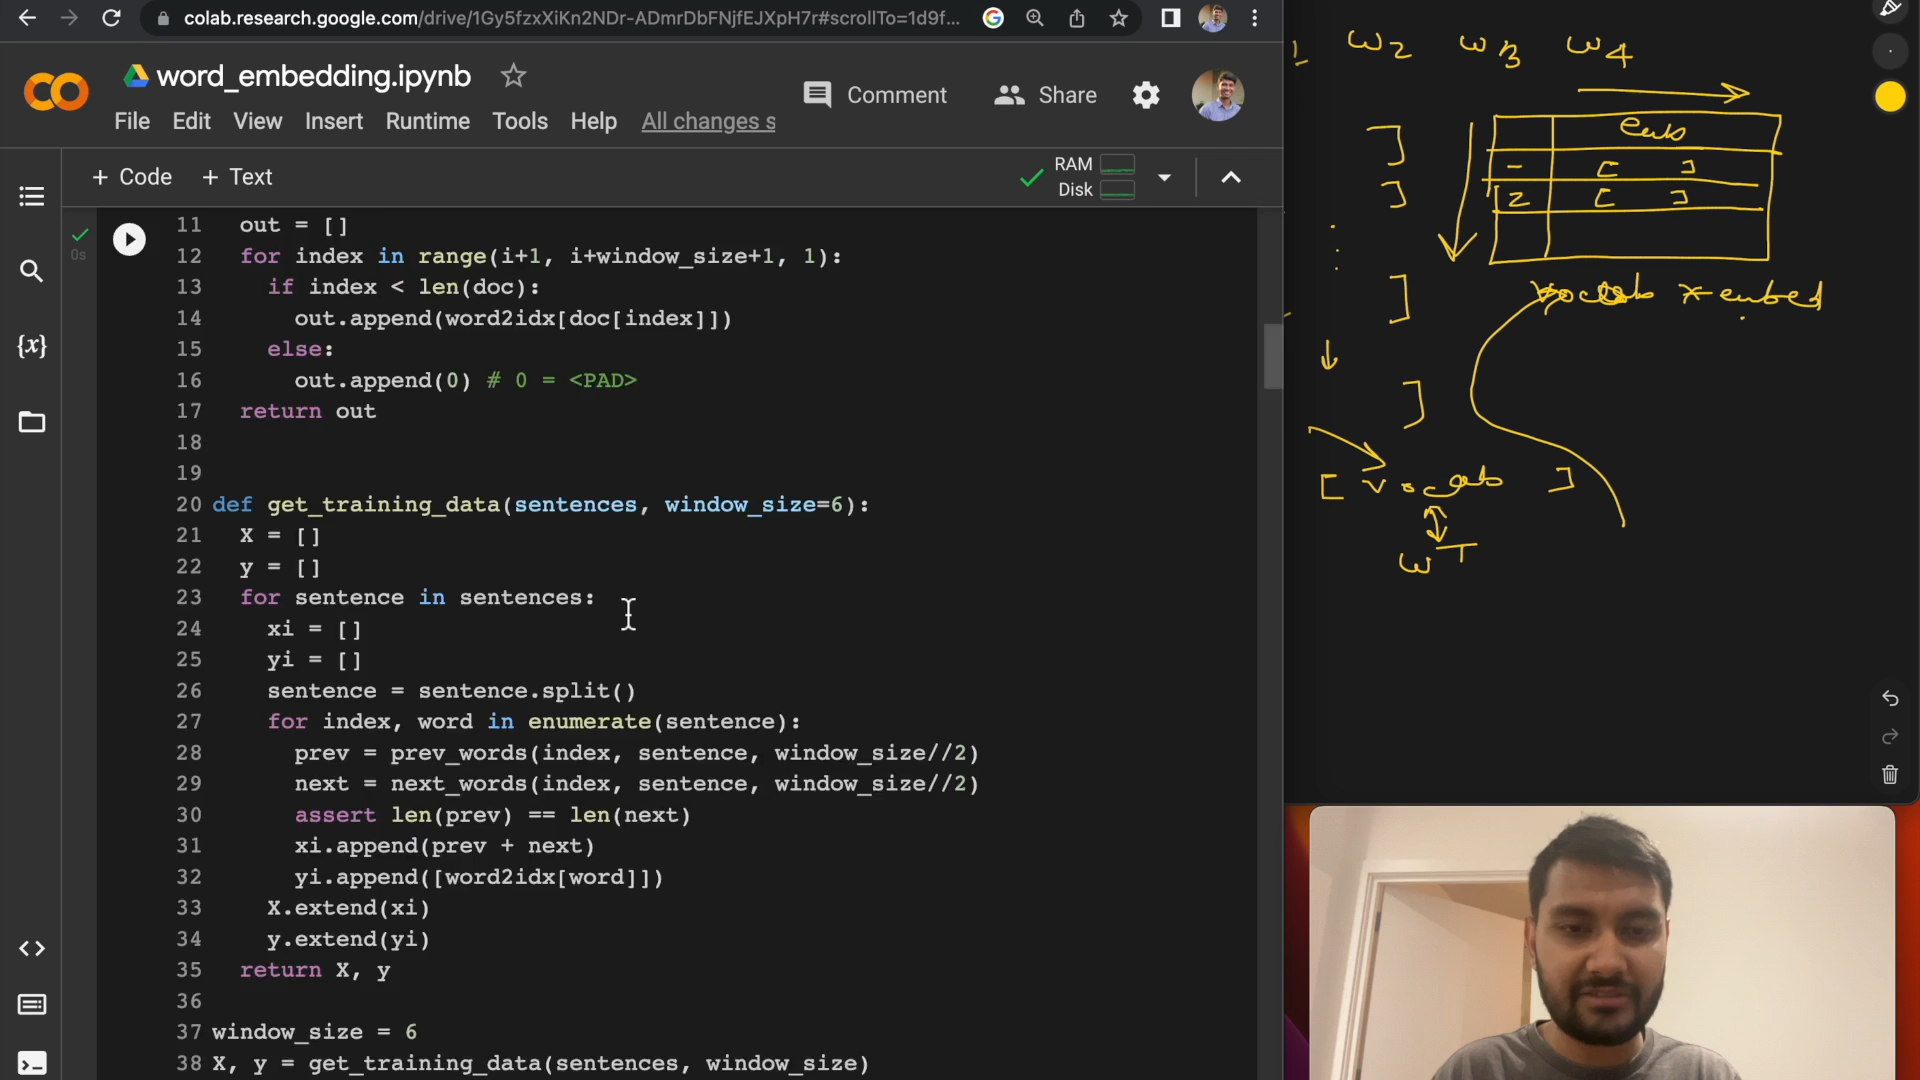 colab.research.google.com/drive/1Gy5fzxXiKn2NDr-ADmrDbFNjfEJXpH7r#scrollTo=1d9f...
word_embedding.ipynb
Comment
Share
File Edit View Insert Runtime Tools Help All changes s
+ Code + Text
RAM
Disk
0s
11 out = []
12 for index in range(i+1, i+window_size+1, 1):
13 if index < len(doc):
14 out.append(word2idx[doc[index]])
15 else:
16 out.append(0) # 0 = <PAD>
17 return out
18
19
20 def get_training_data(sentences, window_size=6):
21 X = []
22 y = []
23 for sentence in sentences:
24 xi = []
25 yi = []
26 sentence = sentence.split()
27 for index, word in enumerate(sentence):
28 prev = prev_words(index, sentence, window_size//2)
29 next = next_words(index, sentence, window_size//2)
30 assert len(prev) == len(next)
31 xi.append(prev + next)
32 yi.append([word2idx[word]])
33 X.extend(xi)
34 y.extend(yi)
35 return X, y
36
37 window_size = 6
38 X, y = get_training_data(sentences, window_size)
{x}
1 w2 w3 w4
]
]
- [ ]
2 [ ]
]
vocab * embed
]
[ vocab ]
w T